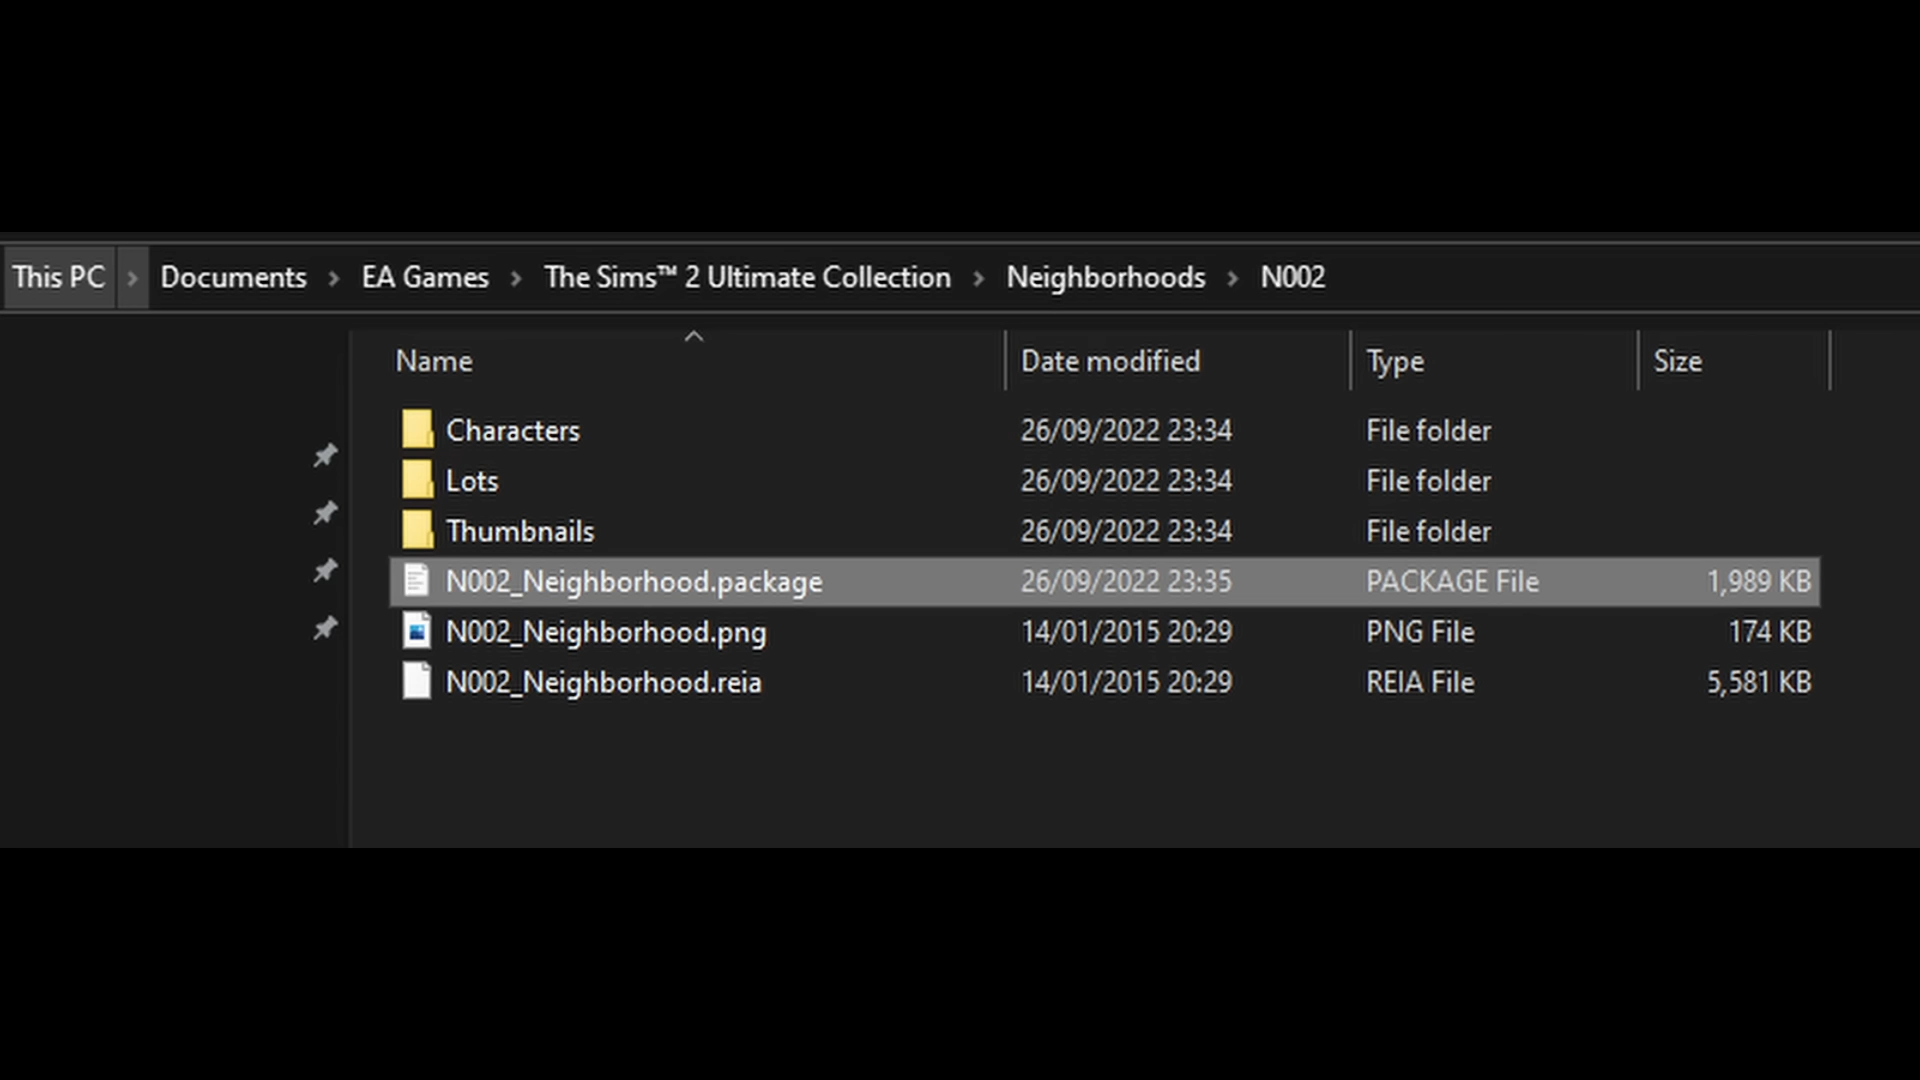 This PC > Documents > EA Games > The Sims™ 2 Ultimate Collection > Neighborhoods > N002
Name Date modified Type Size
Characters 26/09/2022 23:34 File folder
Lots 26/09/2022 23:34 File folder
Thumbnails 26/09/2022 23:34 File folder
N002_Neighborhood.package 26/09/2022 23:35 PACKAGE File 1,989 KB
N002_Neighborhood.png 14/01/2015 20:29 PNG File 174 KB
N002_Neighborhood.reia 14/01/2015 20:29 REIA File 5,581 KB